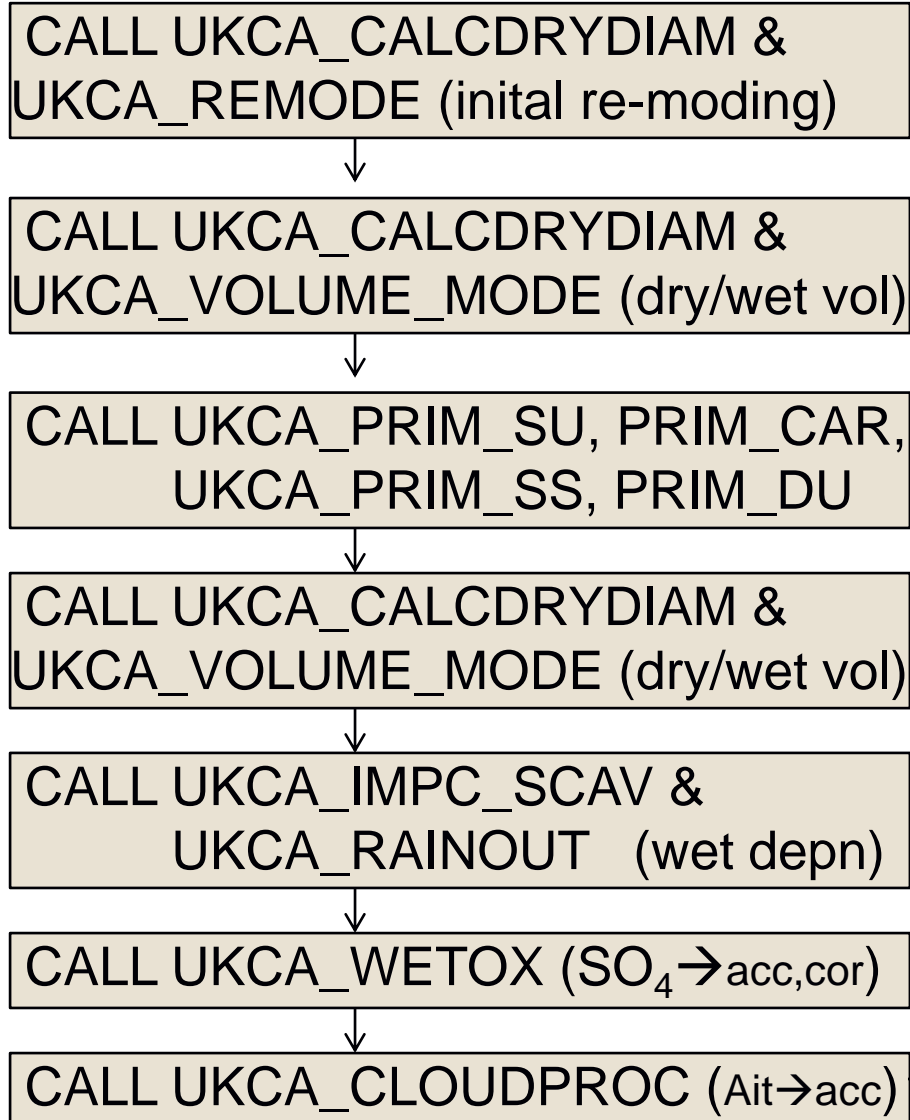 CALL UKCA_CALCDRYDIAM &
UKCA_REMODE (inital re-moding)
CALL UKCA_CALCDRYDIAM &
UKCA_VOLUME_MODE (dry/wet vol)
CALL UKCA_PRIM_SU, PRIM_CAR,
UKCA_PRIM_SS, PRIM_DU
CALL UKCA_CALCDRYDIAM &
UKCA_VOLUME_MODE (dry/wet vol)
CALL UKCA_IMPC_SCAV &
UKCA_RAINOUT (wet depn)
CALL UKCA_WETOX (SO₄→acc,cor)
CALL UKCA_CLOUDPROC (Ait→acc)